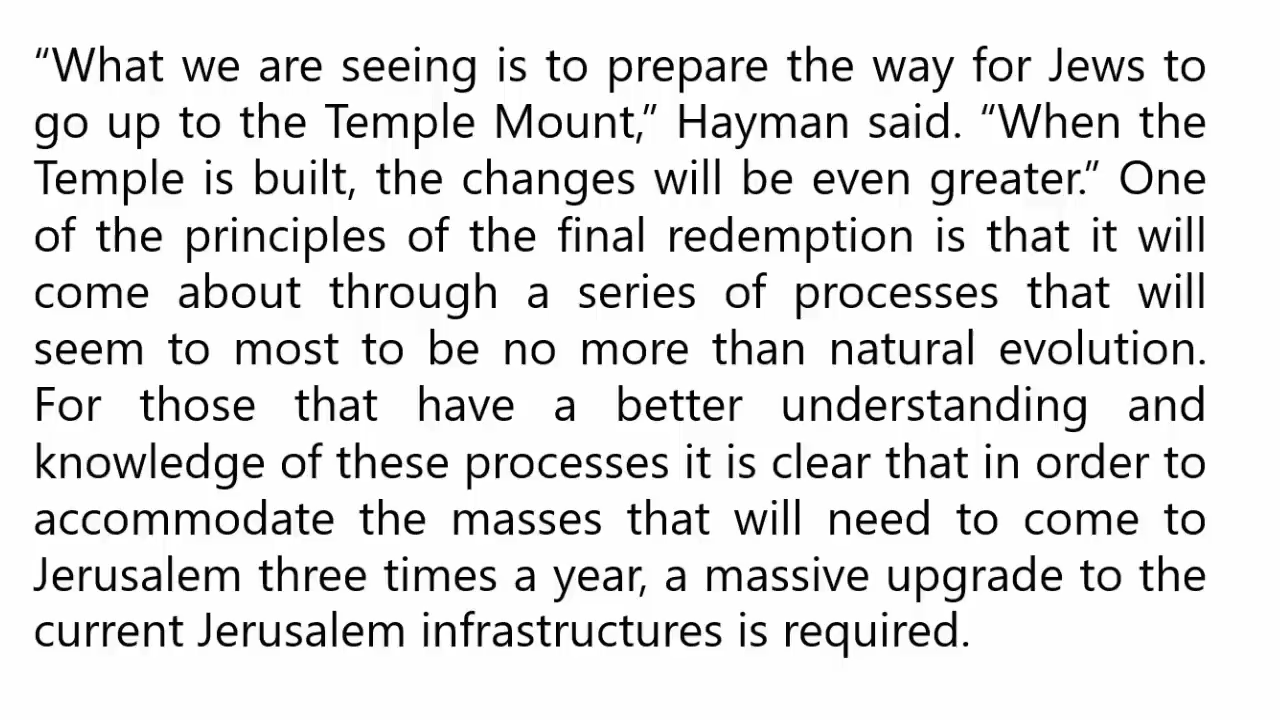 “What we are seeing is to prepare the way for Jews to
go up to the Temple Mount,” Hayman said. “When the
Temple is built, the changes will be even greater.” One
of the principles of the final redemption is that it will
come about through a series of processes that will
seem to most to be no more than natural evolution.
For those that have a better understanding and
knowledge of these processes it is clear that in order to
accommodate the masses that will need to come to
Jerusalem three times a year, a massive upgrade to the
current Jerusalem infrastructures is required.